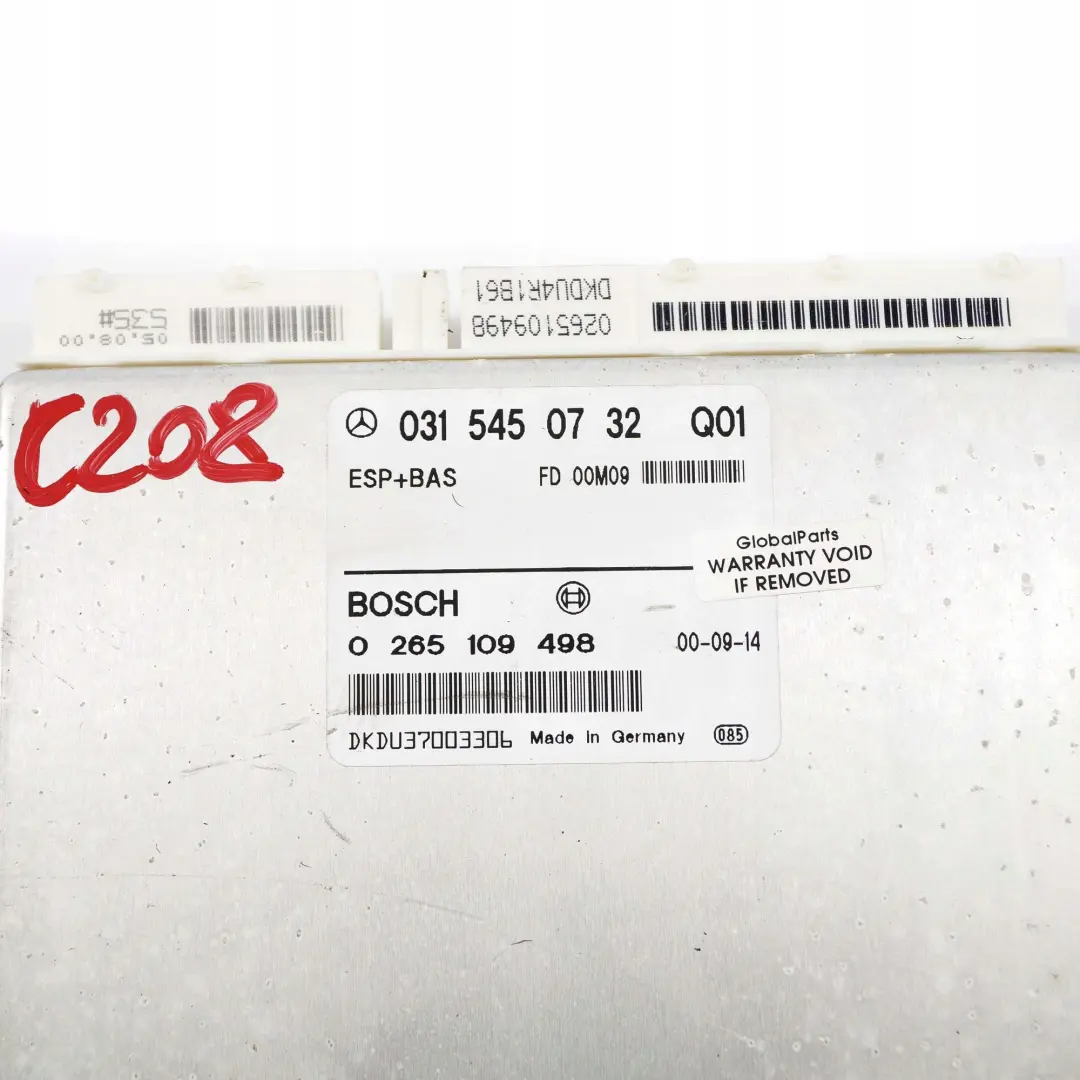 535#
05.08.00
DKDU4R1B61
0265109498
C208
031 545 07 32 Q01
ESP+BAS FD 00M09
GlobalParts
WARRANTY VOID
IF REMOVED
BOSCH
0 265 109 498 00-09-14
DKDU37003306 Made In Germany 085